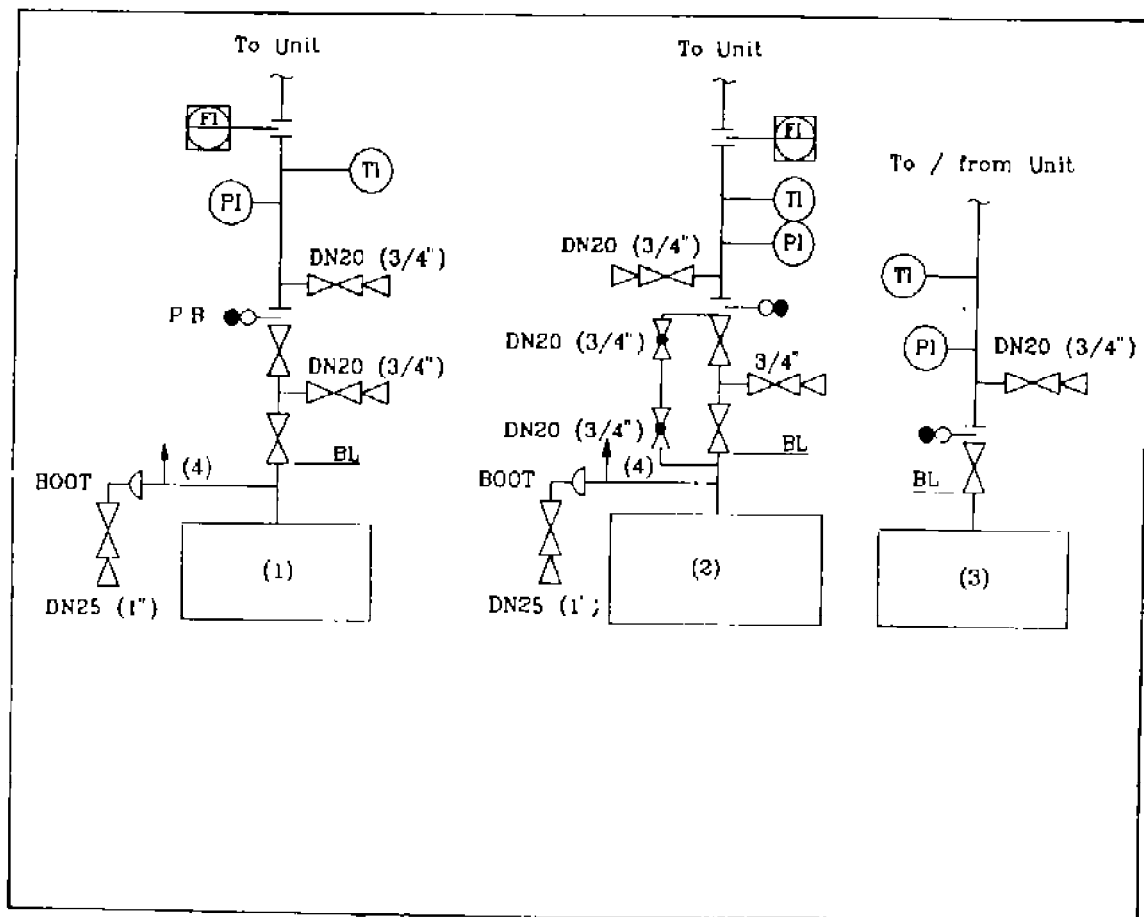 To Unit
FI
TI
PI
DN20 (3/4")
P B
DN20 (3/4")
BL
(4)
BOOT
(1)
DN25 (1")
To Unit
FI
TI
PI
DN20 (3/4")
DN20 (3/4")
3/4"
DN20 (3/4")
BL
(4)
BOOT
(2)
DN25 (1';
To / from Unit
TI
PI
DN20 (3/4")
BL
(3)